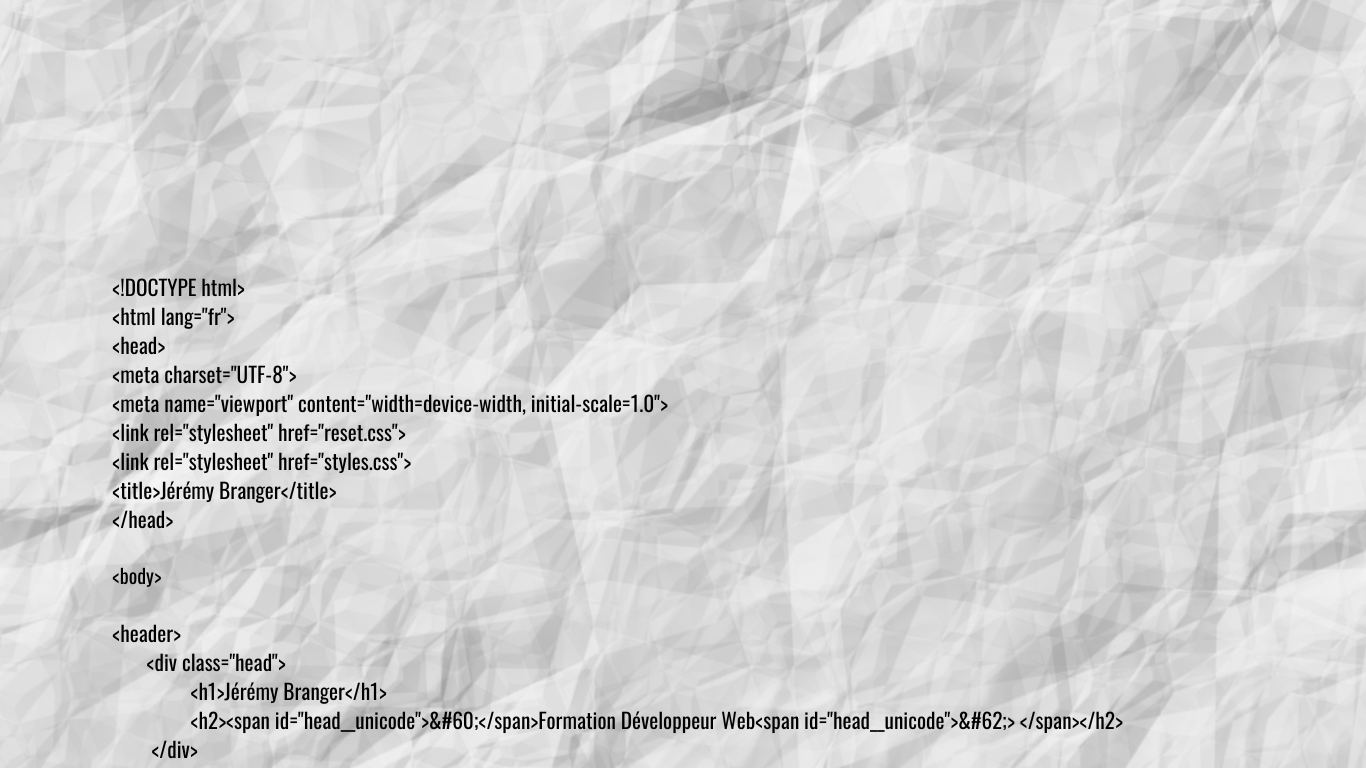 <!DOCTYPE html>
<html lang="fr">
<head>
<meta charset="UTF-8">
<meta name="viewport" content="width=device-width, initial-scale=1.0">
<link rel="stylesheet" href="reset.css">
<link rel="stylesheet" href="styles.css">
<title>Jérémy Branger</title>
</head>
<body>
<header>
<div class="head">
<h1>Jérémy Branger</h1>
<h2><span id="head__unicode">&#60;</span>Formation Développeur Web<span id="head__unicode">&#62;> </span></h2>
</div>